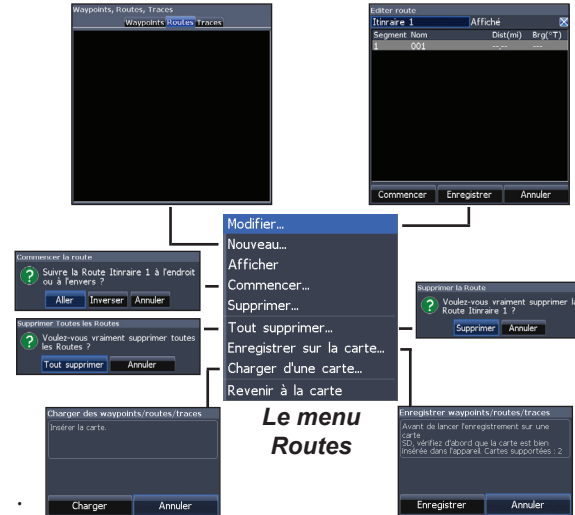 Waypoints, Routes, Traces
Waypoints Routes Traces
Editer route
Itinraire 1 Affiché
Segment Nom Dist(mi) Brg(°T)
1 001 --.-- ---
Commencer Enregistrer Annuler
Modifier...
Nouveau...
Afficher
Commencer...
Supprimer...
Tout supprimer...
Enregistrer sur la carte...
Charger d'une carte...
Revenir à la carte
Commencer la route
Suivre la Route Itinraire 1 à l'endroit
ou à l'envers ?
Aller Inverser Annuler
Supprimer Toutes les Routes
Voulez-vous vraiment supprimer toutes
les Routes ?
Tout supprimer Annuler
Supprimer la Route
Voulez-vous vraiment supprimer la
Route Itinraire 1 ?
Supprimer Annuler
Charger des waypoints/routes/traces
Insérer la carte.
Charger Annuler
Le menu
Routes
Enregistrer waypoints/routes/traces
Avant de lancer l'enregistrement sur une
carte
SD, vérifiez d'abord que la carte est bien
insérée dans l'appareil. Cartes supportées : 2
Enregistrer Annuler
.